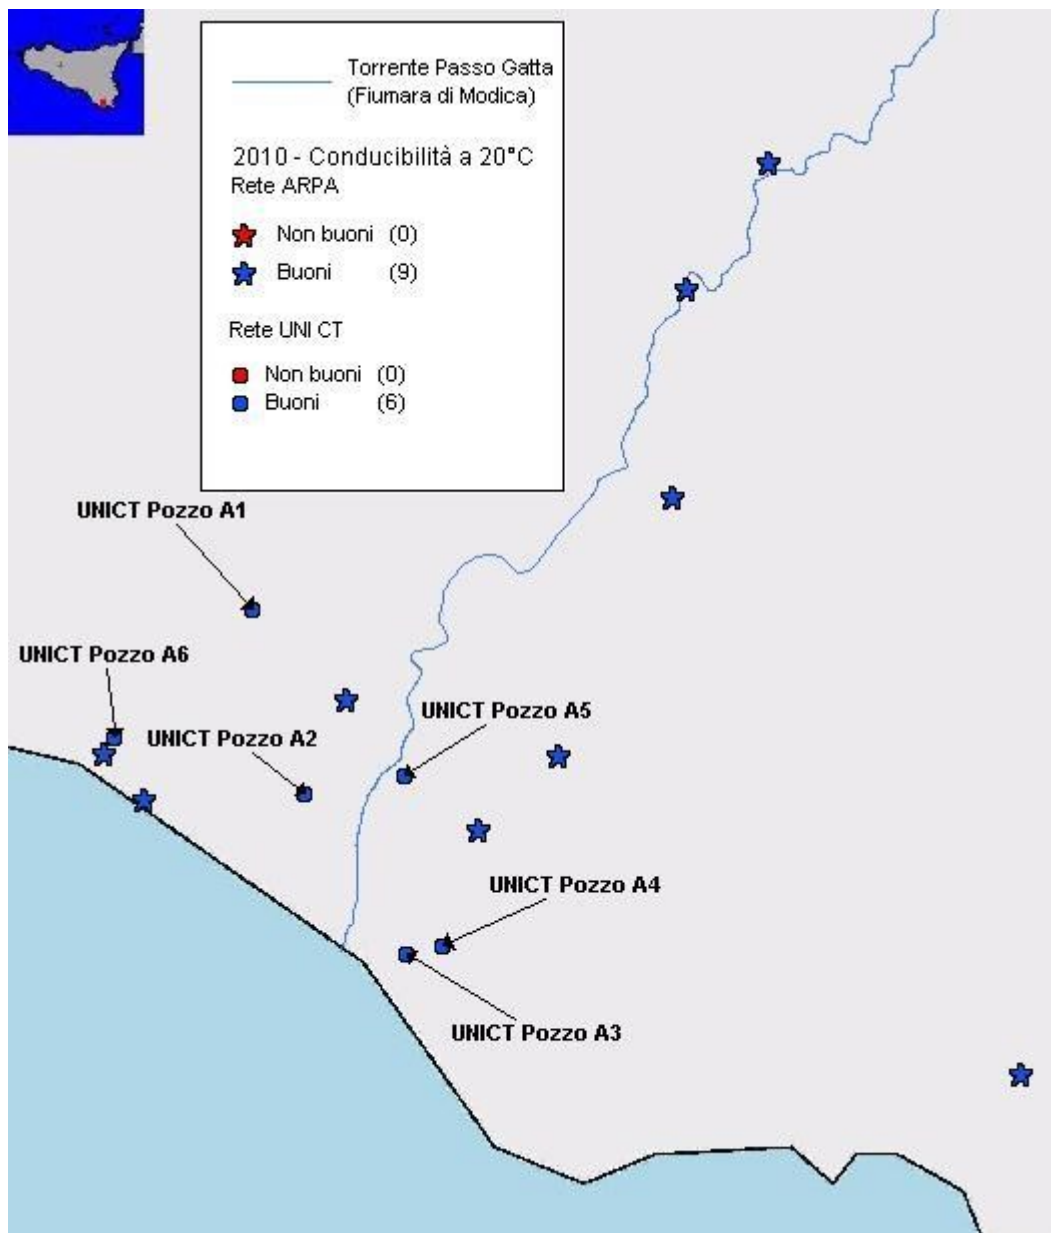 Torrente Passo Gatta
(Fiumara di Modica)
2010 - Conducibilità a 20°C
Rete ARPA
Non buoni (0)
Buoni (9)
Rete UNI CT
Non buoni (0)
Buoni (6)
UNICT Pozzo A1
UNICT Pozzo A6
UNICT Pozzo A5
UNICT Pozzo A2
UNICT Pozzo A4
UNICT Pozzo A3